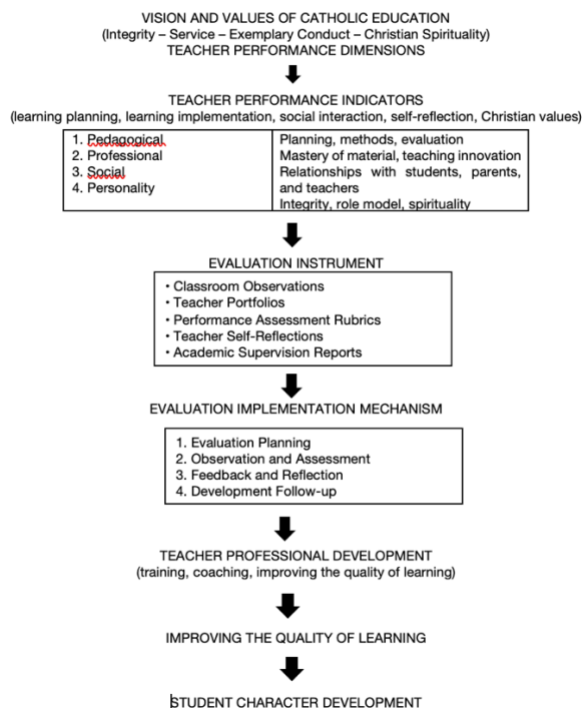 VISION AND VALUES OF CATHOLIC EDUCATION
(Integrity – Service – Exemplary Conduct – Christian Spirituality)
TEACHER PERFORMANCE DIMENSIONS
TEACHER PERFORMANCE INDICATORS
(learning planning, learning implementation, social interaction, self-reflection, Christian values)
1. Pedagogical
2. Professional
3. Social
4. Personality
Planning, methods, evaluation
Mastery of material, teaching innovation
Relationships with students, parents,
and teachers
Integrity, role model, spirituality
EVALUATION INSTRUMENT
• Classroom Observations
• Teacher Portfolios
• Performance Assessment Rubrics
• Teacher Self-Reflections
• Academic Supervision Reports
EVALUATION IMPLEMENTATION MECHANISM
1. Evaluation Planning
2. Observation and Assessment
3. Feedback and Reflection
4. Development Follow-up
TEACHER PROFESSIONAL DEVELOPMENT
(training, coaching, improving the quality of learning)
IMPROVING THE QUALITY OF LEARNING
STUDENT CHARACTER DEVELOPMENT